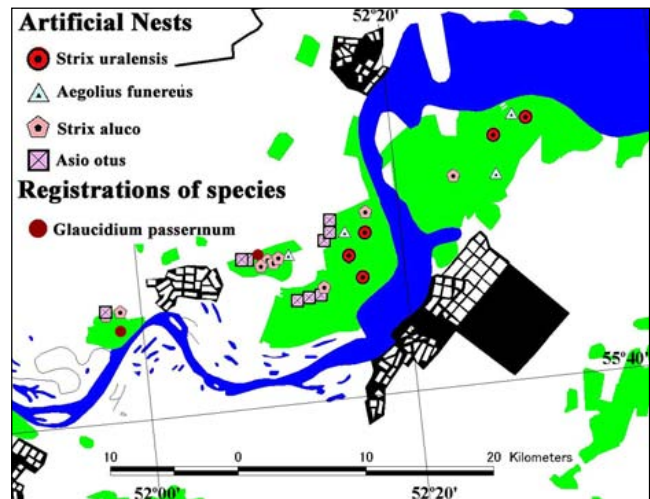 Artificial Nests
Strix uralensis
Aegolius funereus
Strix aluco
Asio otus
Registrations of species
Glaucidium passerinum
52°20'
55°40'
10 0 10 20 Kilometers
52°00'
52°20'